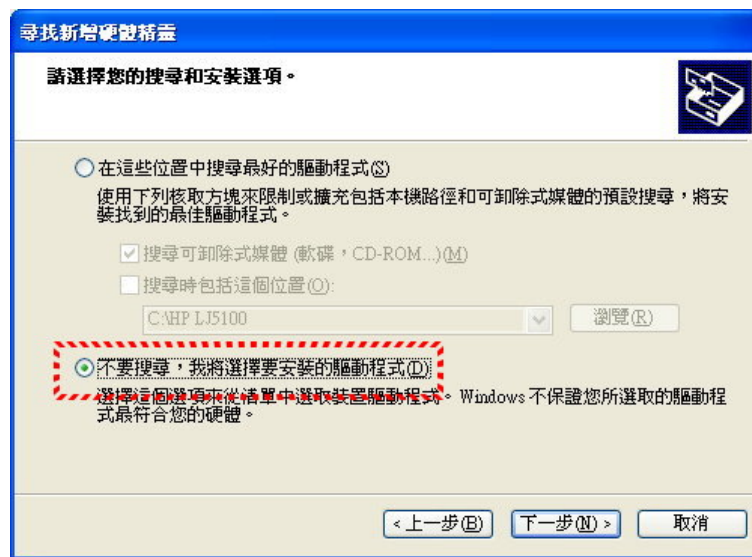 尋找新增硬體精靈
請選擇您的搜尋和安裝選項。
在這些位置中搜尋最好的驅動程式(S)
使用下列核取方塊來限制或擴充包括本機路徑和可卸除式媒體的預設搜尋，將安
裝找到的最佳驅動程式。
搜尋可卸除式媒體 (軟碟，CD-ROM...)(M)
搜尋時包括這個位置(O):
C:\HP LJ5100
瀏覽(R)
不要搜尋，我將選擇要安裝的驅動程式(D)
選擇這個選項來從清單中選取裝置驅動程式。Windows 不保證您所選取的驅動程
式最符合您的硬體。
< 上一步(B)
下一步(N) >
取消